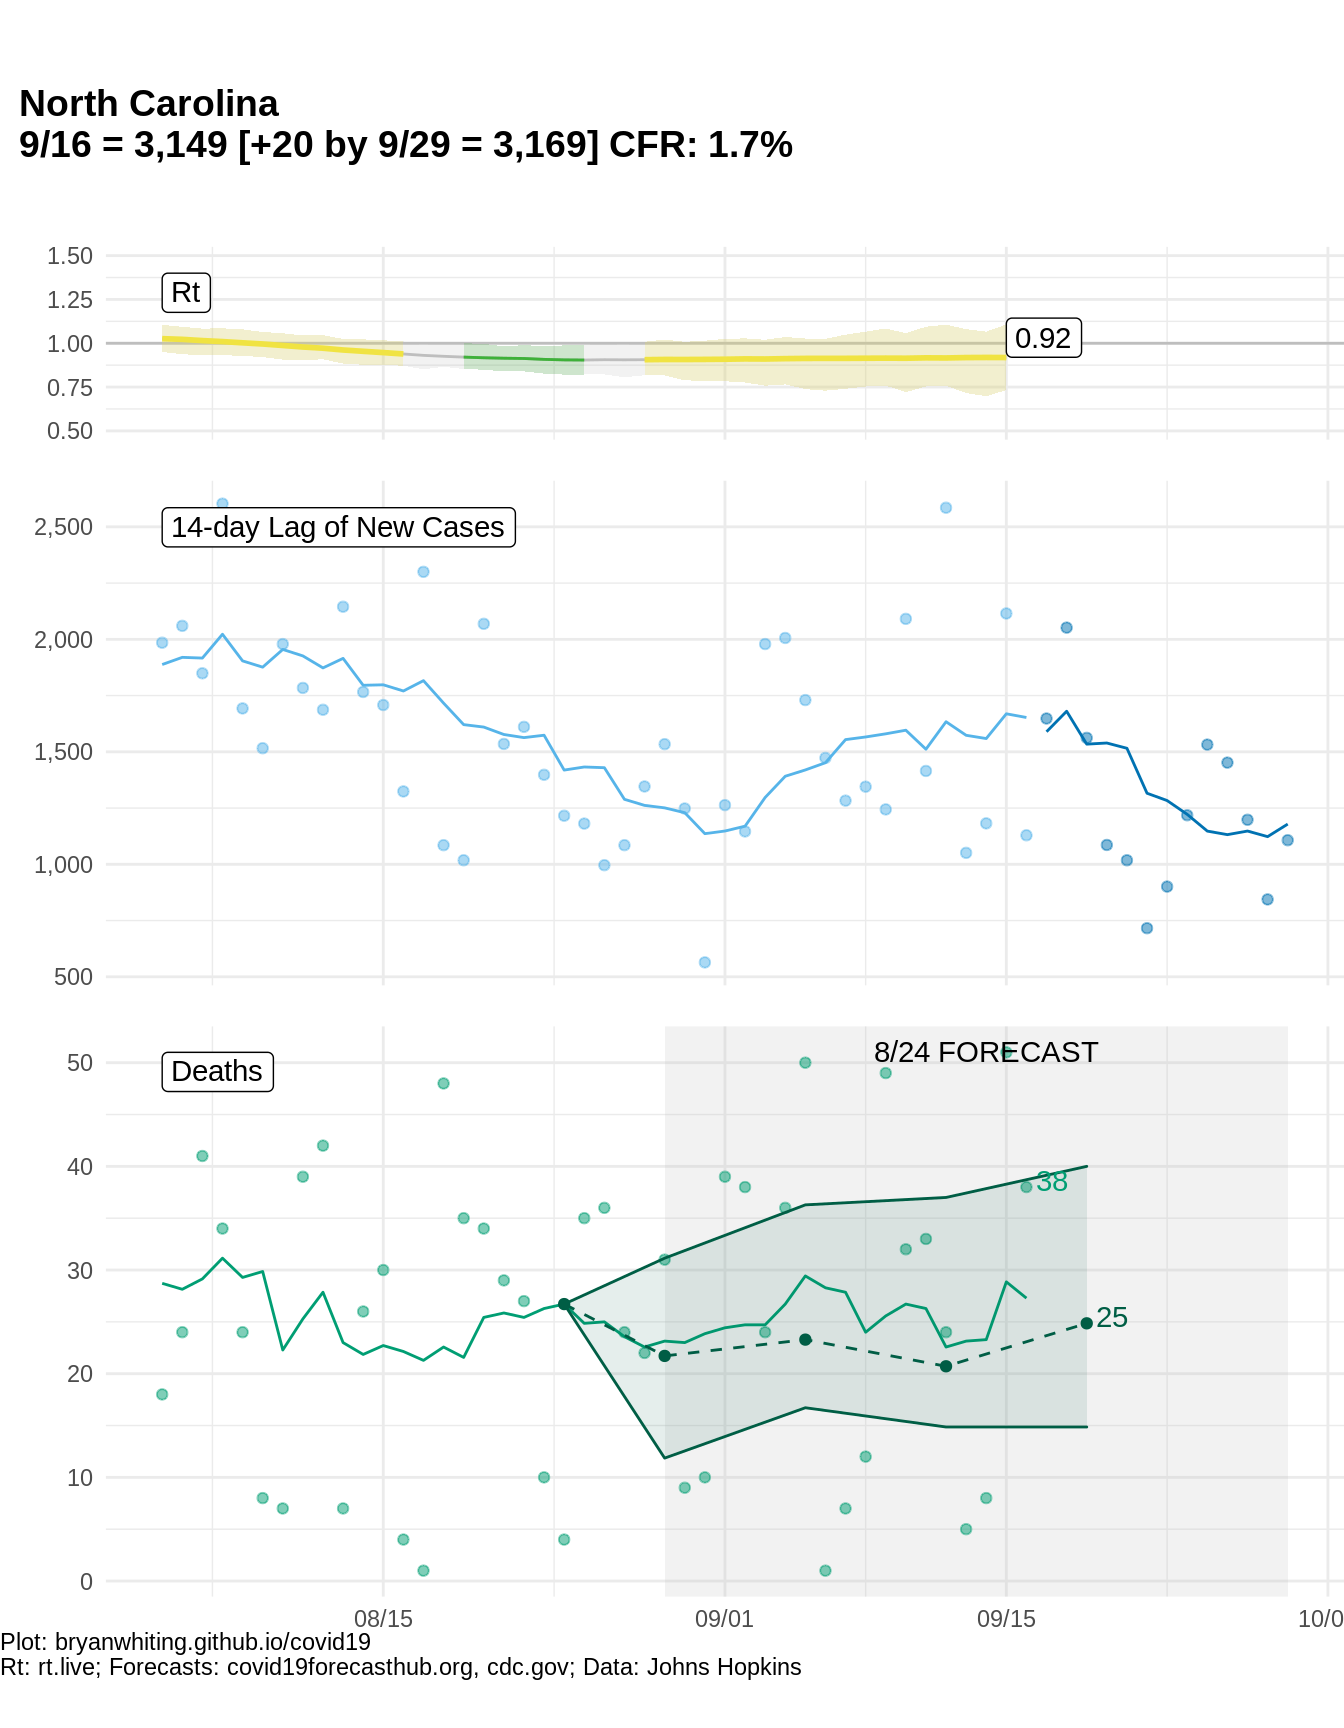 North Carolina
9/16 = 3,149 [+20 by 9/29 = 3,169] CFR: 1.7%
1.50
Rt
1.25
1.00
0.92
0.75
0.50
2,500
14-day Lag of New Cases
2,000
1,500
1,000
500
8/24 FORECAST
50
Deaths
40
38
30
25
20
10
0
08/15
09/01
09/15
10/0
Plot: bryanwhiting.github.io/covid19
Rt: rt.live; Forecasts: covid19forecasthub.org, cdc.gov; Data: Johns Hopkins